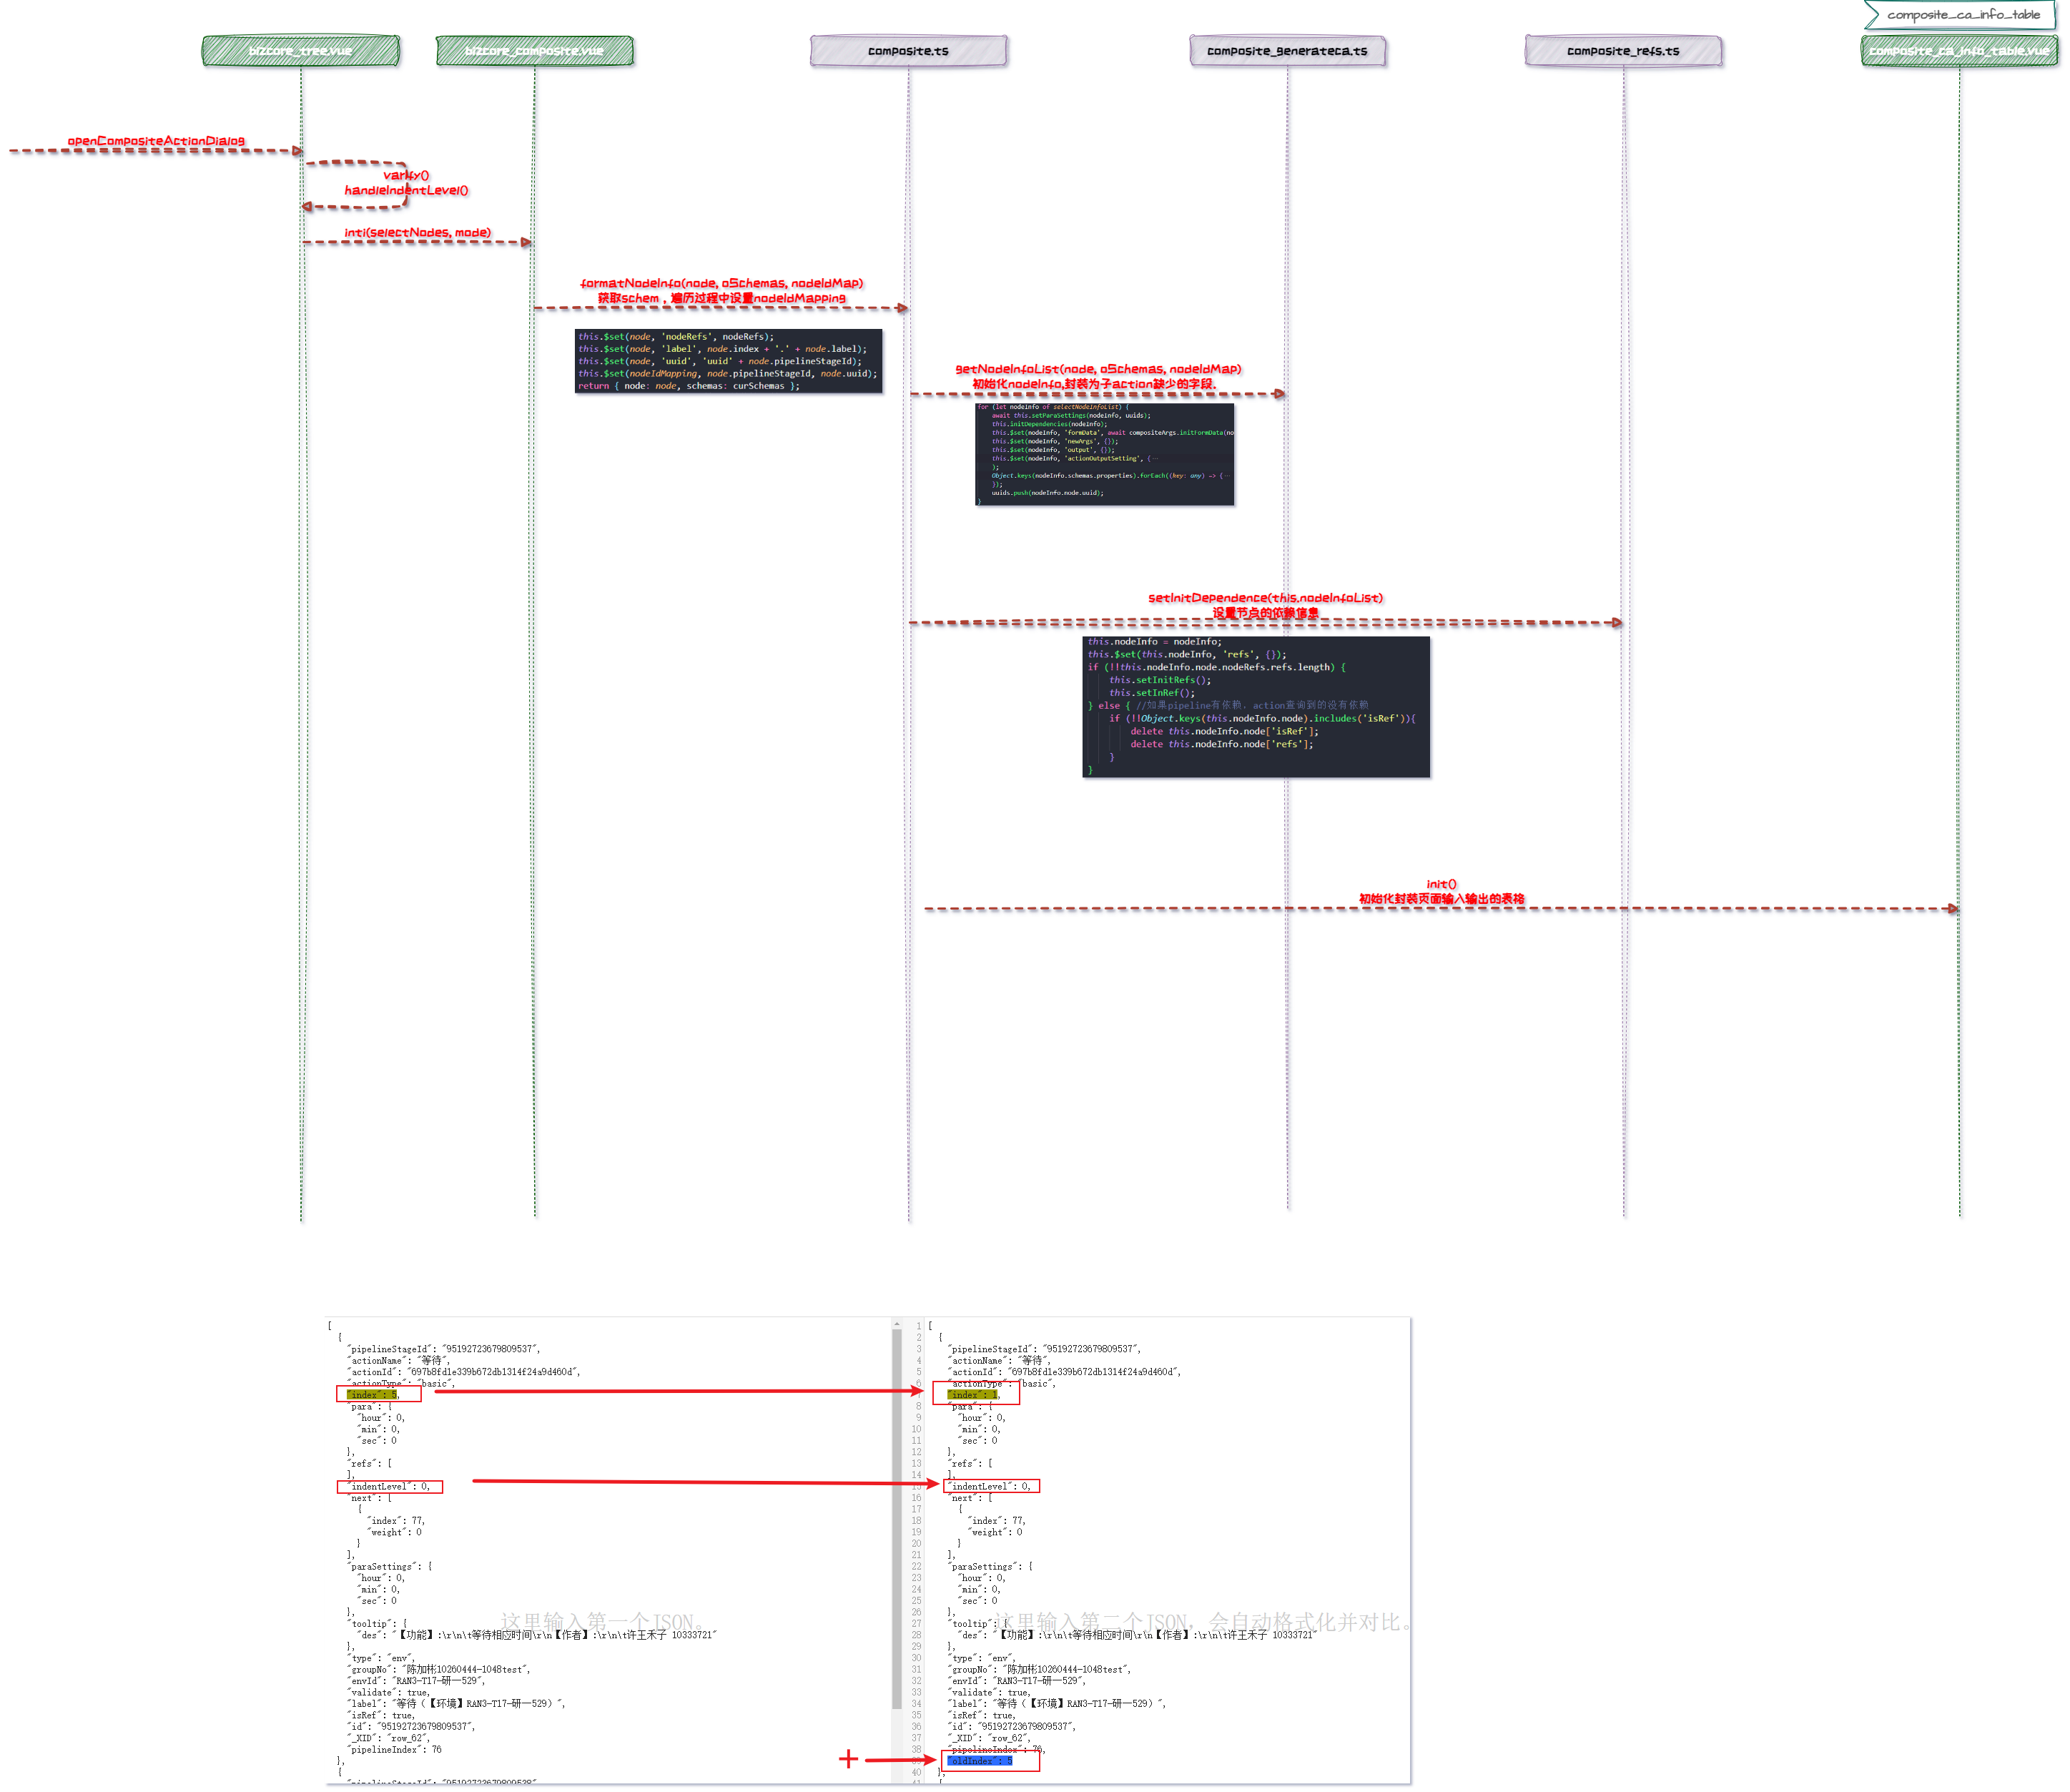 composite_ca_info_table
bizcore_tree.vue
bizcore_composite.vue
composite.ts
composite_generateca.ts
composite_refs.ts
composite_ca_info_table.vue
openCompositeActionDialog
varify()
handleIndentLevel()
inti(selectNodes, mode)
formatNodeInfo(node, oSchemas, nodeIdMap)
获取schem，遍历过程中设置nodeIdMapping
this.$set(node, 'nodeRefs', nodeRefs);
this.$set(node, 'label', node.index + '.' + node.label);
this.$set(node, 'uuid', 'uuid' + node.pipelineStageId);
this.$set(nodeIdMapping, node.pipelineStageId, node.uuid);
return { node: node, schemas: curSchemas };
getNodeInfoList(node, oSchemas, nodeIdMap)
初始化nodeInfo,封装为子action缺少的字段.
for (let nodeInfo of selectNodeInfoList) {
await this.setParaSettings(nodeInfo, uuids);
this.initDependencies(nodeInfo);
this.$set(nodeInfo, 'formData', await compositeArgs.initFormData(no
this.$set(nodeInfo, 'newArgs', {});
this.$set(nodeInfo, 'output', {});
this.$set(nodeInfo, 'actionOutputSetting', {···
);
Object.keys(nodeInfo.schemas.properties).forEach((key: any) => {···
});
uuids.push(nodeInfo.node.uuid);
}
setInitDependence(this.nodeInfoList)
设置节点的依赖信息
this.nodeInfo = nodeInfo;
this.$set(this.nodeInfo, 'refs', {});
if (!!this.nodeInfo.node.nodeRefs.refs.length) {
this.setInitRefs();
this.setInRef();
} else { //如果pipeline有依赖，action查询到的没有依赖
if (!!Object.keys(this.nodeInfo.node).includes('isRef')){
delete this.nodeInfo.node['isRef'];
delete this.nodeInfo.node['refs'];
}
}
init()
初始化封装页面输入输出的表格
[
{
"pipelineStageId": "95192723679809537",
"actionName": "等待",
"actionId": "697b8fd1e339b672db1314f24a9d460d",
"actionType": "basic",
"index": 5,
"para": {
"hour": 0,
"min": 0,
"sec": 0
},
"refs": [
],
"indentLevel": 0,
"next": [
{
"index": 77,
"weight": 0
}
],
"paraSettings": {
"hour": 0,
"min": 0,
"sec": 0
},
这里输入第一个JSON。
"tooltip": {
"des": "【功能】:\r\n\t等待相应时间\r\n【作者】:\r\n\t许王禾子 10333721"
},
"type": "env",
"groupNo": "陈加彬10260444-1048test",
"envId": "RAN3-T17-研一529",
"validate": true,
"label": "等待（【环境】RAN3-T17-研一529）",
"isRef": true,
"id": "95192723679809537",
"_XID": "row_62",
"pipelineIndex": 76
},
{
"pipelineStageId": "95192723679809538"
1 [
2 {
3 "pipelineStageId": "95192723679809537",
4 "actionName": "等待",
5 "actionId": "697b8fd1e339b672db1314f24a9d460d",
6 "actionType": "basic",
"index": 1,
8 "para": {
9 "hour": 0,
10 "min": 0,
11 "sec": 0
12 },
13 "refs": [
14 ],
15 "indentLevel": 0,
16 "next": [
17 {
18 "index": 77,
19 "weight": 0
20 }
21 ],
22 "paraSettings": {
23 "hour": 0,
24 "min": 0,
25 "sec": 0
26 },
这里输入第二个JSON，会自动格式化并对比。
27 "tooltip": {
28 "des": "【功能】:\r\n\t等待相应时间\r\n【作者】:\r\n\t许王禾子 10333721"
29 },
30 "type": "env",
31 "groupNo": "陈加彬10260444-1048test",
32 "envId": "RAN3-T17-研一529",
33 "validate": true,
34 "label": "等待（【环境】RAN3-T17-研一529）",
35 "isRef": true,
36 "id": "95192723679809537",
37 "_XID": "row_62",
38 "pipelineIndex": 76,
39 "oldIndex": 5
40 },
41 {
+